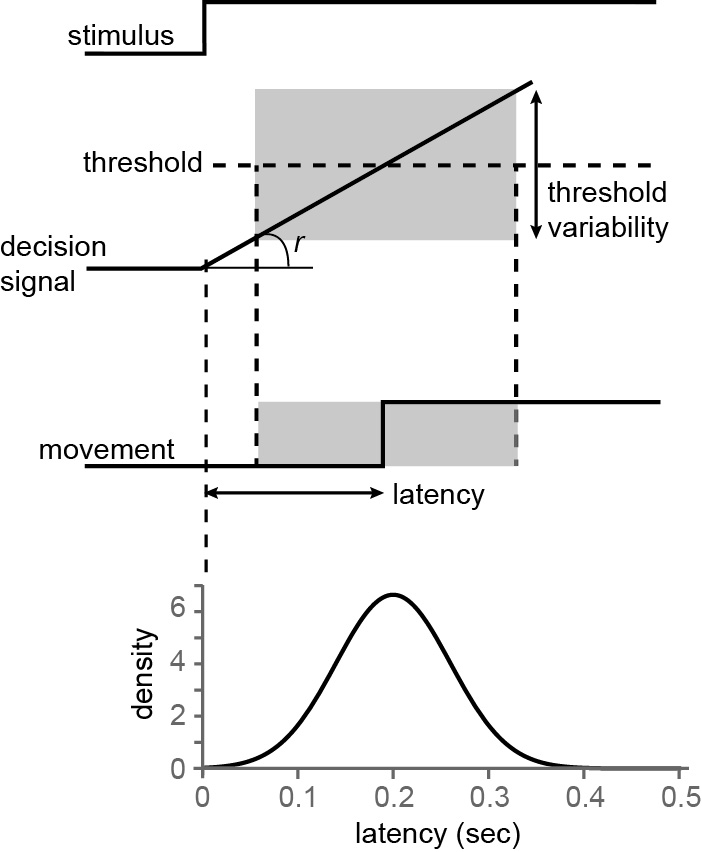 stimulus
threshold
threshold
variability
decision
signal
r
movement
latency
6
4
2
0
density
0
0.1
0.2
0.3
0.4
0.5
latency (sec)